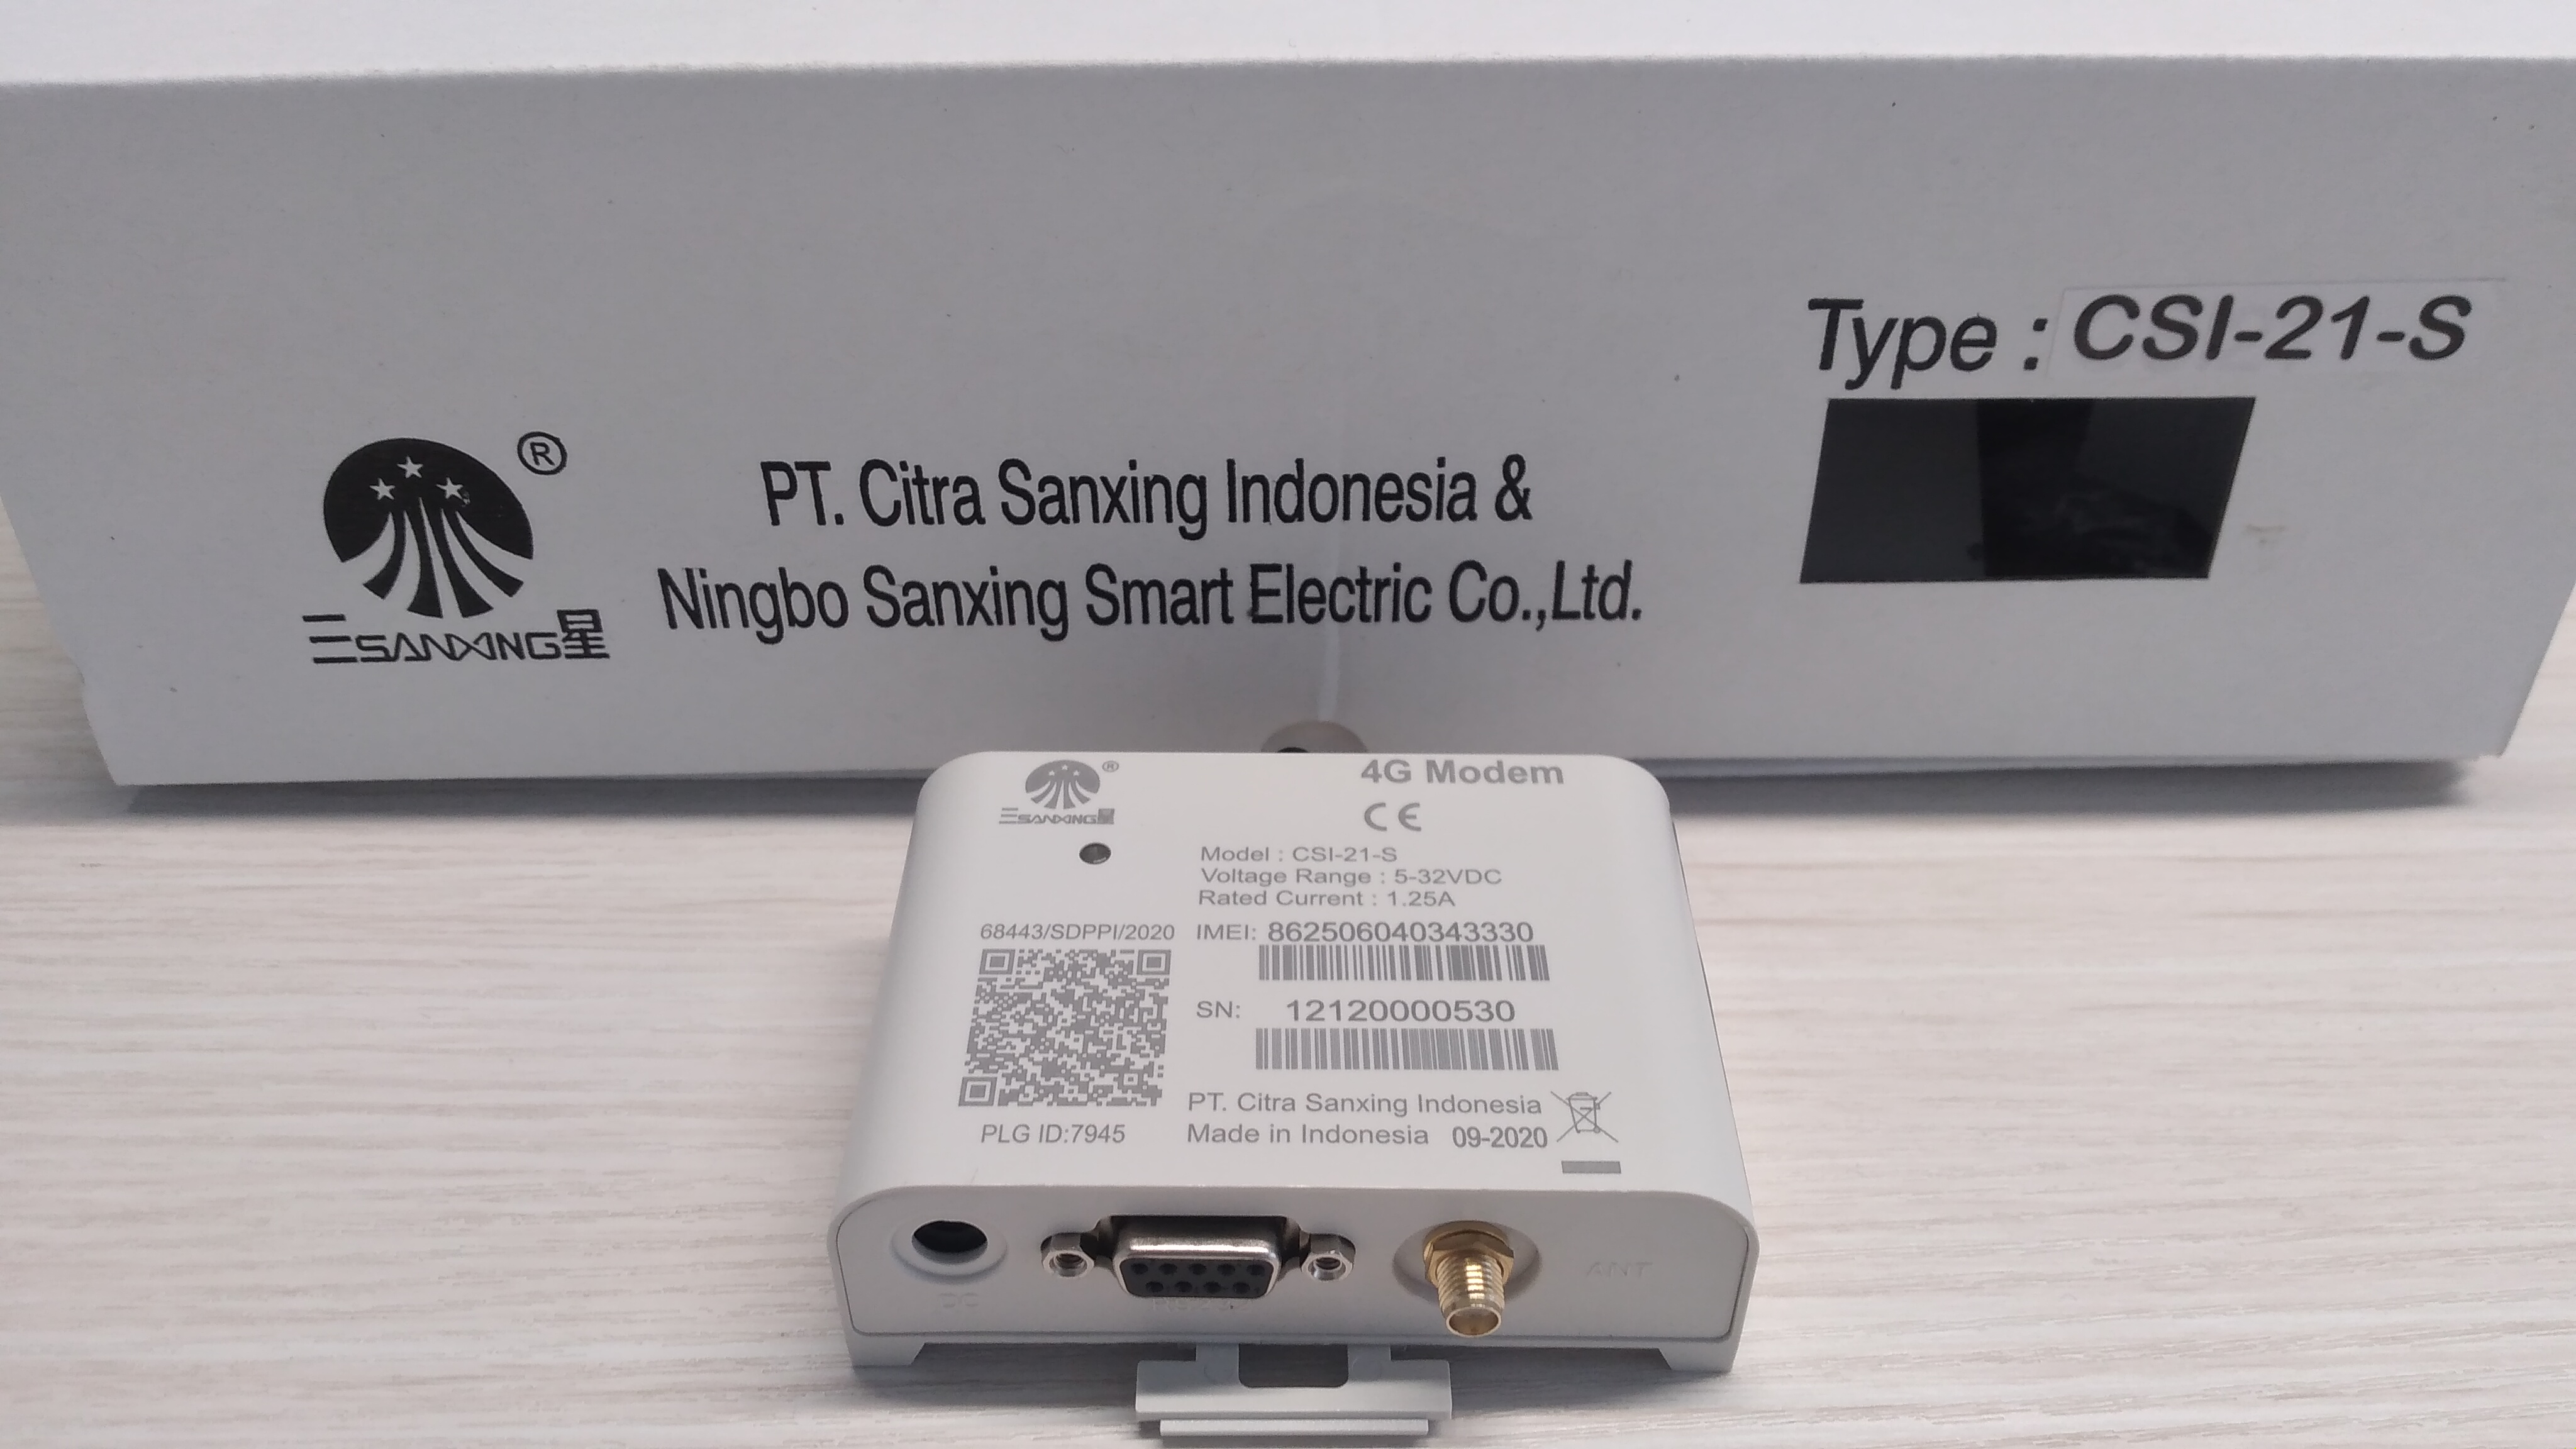 Type : CSI-21-S
®
三SANXING星
PT. Citra Sanxing Indonesia &
Ningbo Sanxing Smart Electric Co.,Ltd.
®
三SANXING星
4G Modem
CE
Model : CSI-21-S
Voltage Range : 5-32VDC
Rated Current : 1.25A
68443/SDPPI/2020
IMEI: 862506040343330
SN: 12120000530
PLG ID:7945
PT. Citra Sanxing Indonesia
Made in Indonesia 09-2020
DC
RS232
ANT